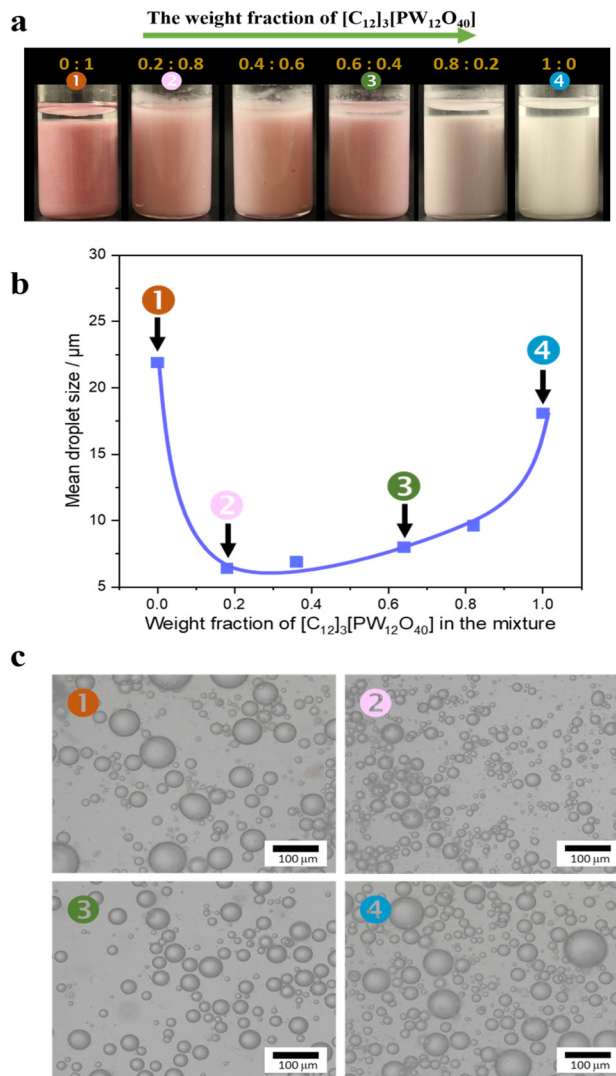 a
The weight fraction of [C₁₂]₃[PW₁₂O₄₀]
0 : 1 0.2 : 0.8 0.4 : 0.6 0.6 : 0.4 0.8 : 0.2 1 : 0
1 2 3 4
b
30
25
20
15
10
5
Mean droplet size / μm
1
2
3
4
0.0 0.2 0.4 0.6 0.8 1.0
Weight fraction of [C₁₂]₃[PW₁₂O₄₀] in the mixture
c
1
100 μm
2
100 μm
3
100 μm
4
100 μm